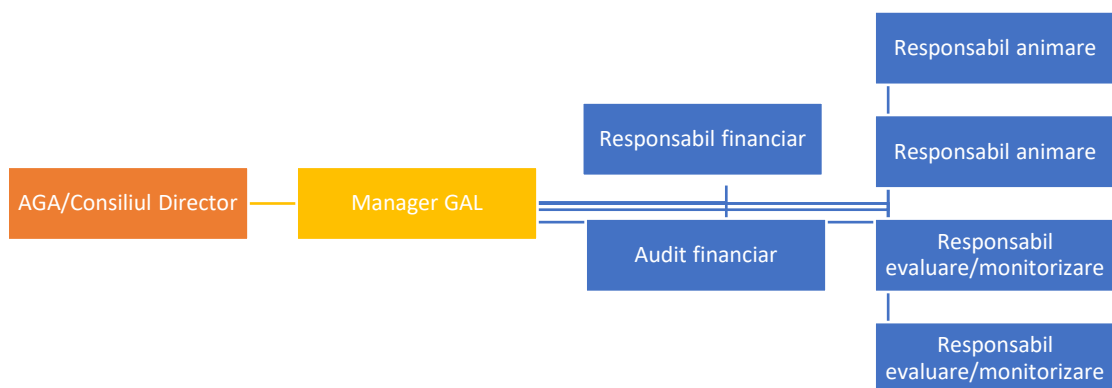 AGA/Consiliul Director
Manager GAL
Responsabil financiar
Audit financiar
Responsabil animare
Responsabil animare
Responsabil
evaluare/monitorizare
Responsabil
evaluare/monitorizare